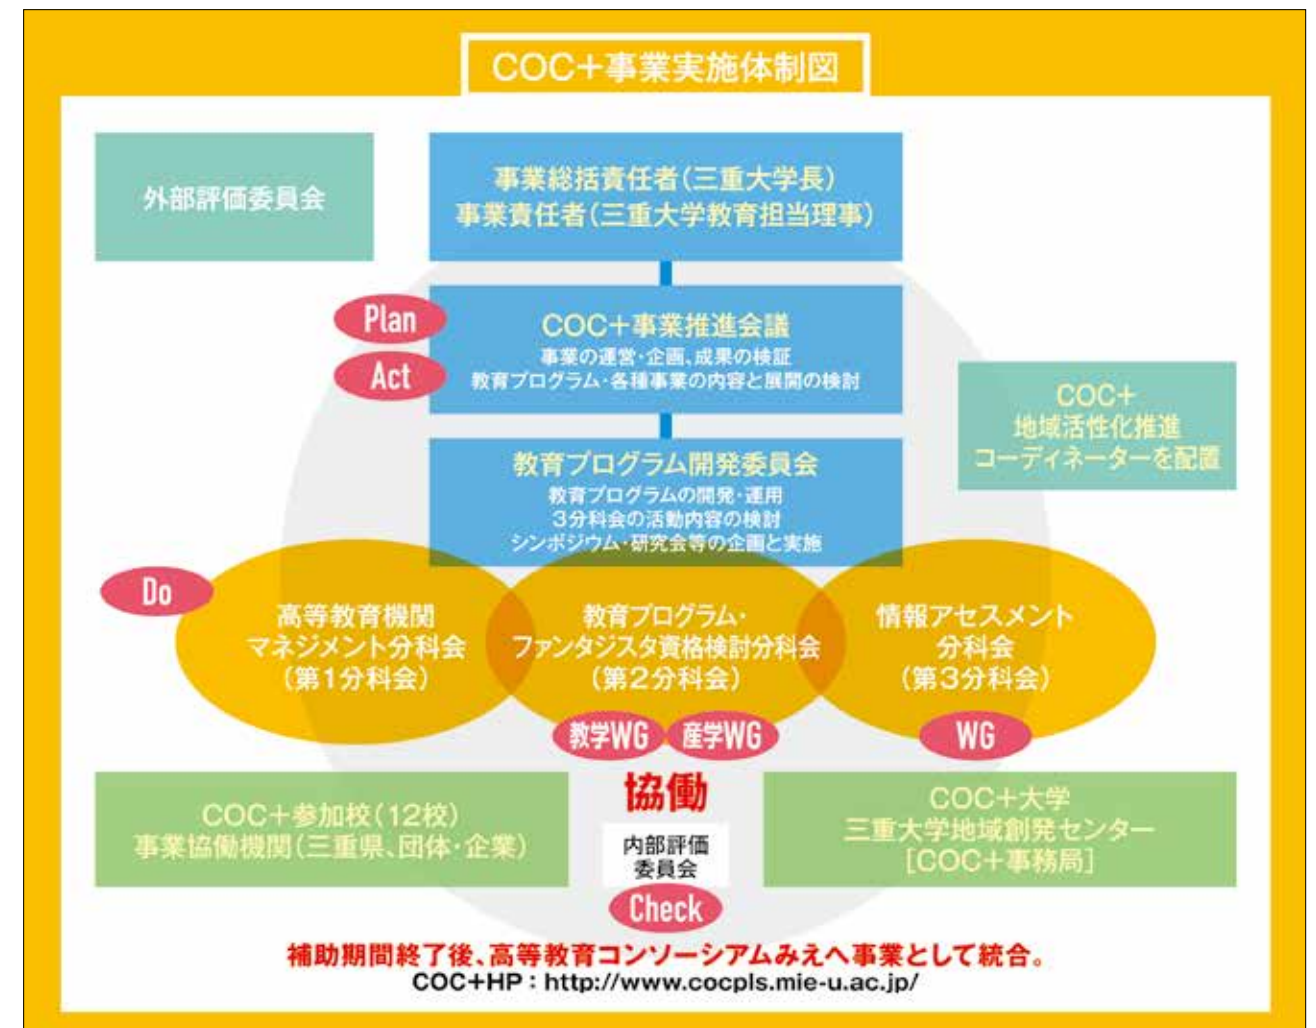 COC+事業実施体制図
外部評価委員会
事業総括責任者(三重大学長)
事業責任者(三重大学教育担当理事)
Plan
Act
COC+事業推進会議
事業の運営・企画、成果の検証
教育プログラム・各種事業の内容と展開の検討
COC+
地域活性化推進
コーディネーターを配置
教育プログラム開発委員会
教育プログラムの開発・運用
3分科会の活動内容の検討
シンポジウム・研究会等の企画と実施
Do
高等教育機関
マネジメント分科会
(第1分科会)
教育プログラム・
ファンタジスタ資格検討分科会
(第2分科会)
情報アセスメント
分科会
(第3分科会)
教学WG
産学WG
WG
COC+参加校(12校)
事業協働機関(三重県、団体・企業)
協働
内部評価
委員会
Check
COC+大学
三重大学地域創発センター
[COC+事務局]
補助期間終了後、高等教育コンソーシアムみえへ事業として統合。
COC+HP:http://www.cocpls.mie-u.ac.jp/